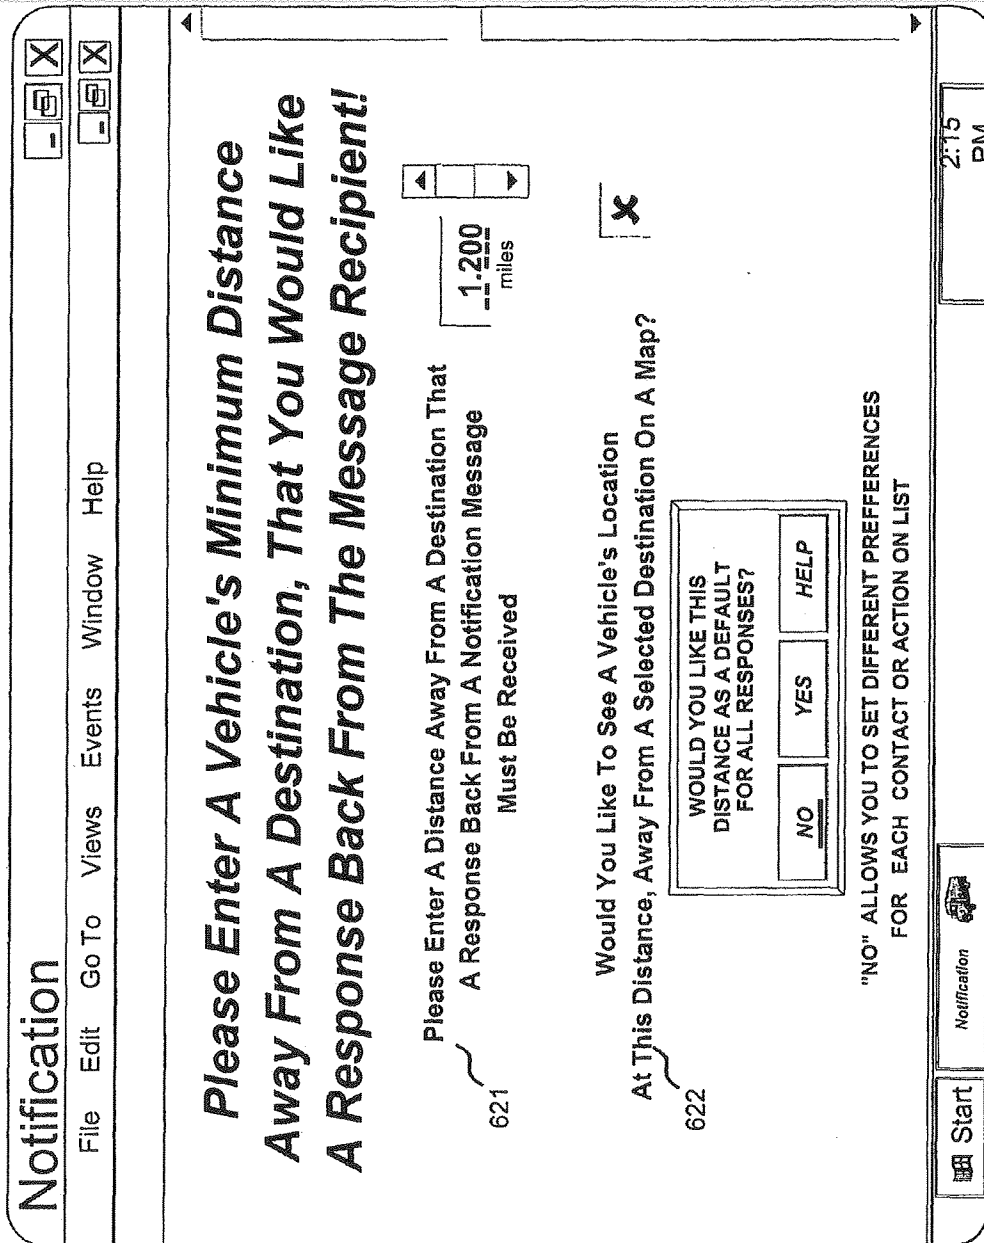 Notification
File Edit Go To Views Events Window Help
Please Enter A Vehicle's Minimum Distance
Away From A Destination, That You Would Like
A Response Back From The Message Recipient!
Please Enter A Distance Away From A Destination That
A Response Back From A Notification Message
Must Be Received
1.200
miles
621
Would You Like To See A Vehicle's Location
At This Distance, Away From A Selected Destination On A Map?
622
WOULD YOU LIKE THIS
DISTANCE AS A DEFAULT
FOR ALL RESPONSES?
NO YES HELP
"NO" ALLOWS YOU TO SET DIFFERENT PREFFERENCES
FOR EACH CONTACT OR ACTION ON LIST
Start Notification 2:15
PM